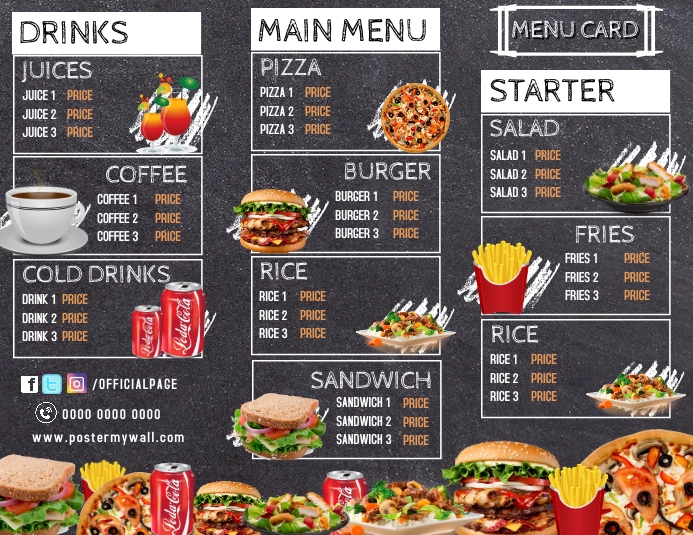 DRINKS
JUICES
JUICE 1 PRICE
JUICE 2 PRICE
JUICE 3 PRICE
COFFEE
COFFEE 1 PRICE
COFFEE 2 PRICE
COFFEE 3 PRICE
COLD DRINKS
DRINK 1 PRICE
DRINK 2 PRICE
DRINK 3 PRICE
Loda-Cola
Loda-Cola
/OFFICIALPAGE
0000 0000 0000
www.postermywall.com
MAIN MENU
PIZZA
PIZZA 1 PRICE
PIZZA 2 PRICE
PIZZA 3 PRICE
BURGER
BURGER 1 PRICE
BURGER 2 PRICE
BURGER 3 PRICE
RICE
RICE 1 PRICE
RICE 2 PRICE
RICE 3 PRICE
SANDWICH
SANDWICH 1 PRICE
SANDWICH 2 PRICE
SANDWICH 3 PRICE
MENU CARD
STARTER
SALAD
SALAD 1 PRICE
SALAD 2 PRICE
SALAD 3 PRICE
FRIES
FRIES 1 PRICE
FRIES 2 PRICE
FRIES 3 PRICE
RICE
RICE 1 PRICE
RICE 2 PRICE
RICE 3 PRICE
Loda-Cola